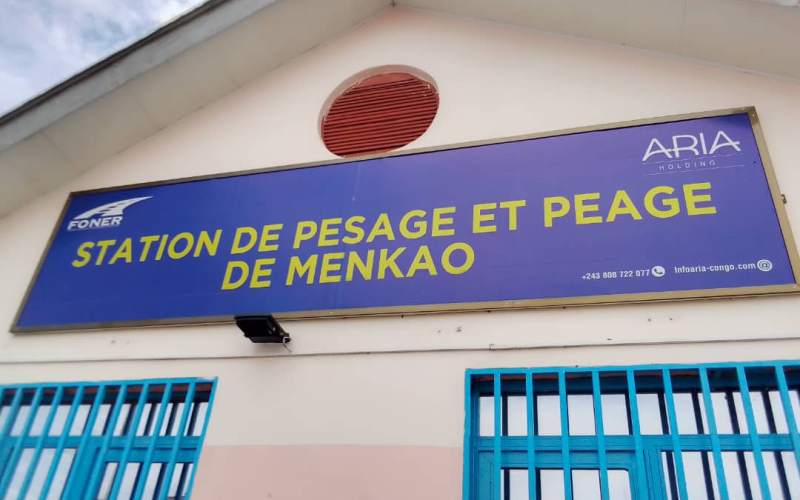 FONER
ARIA
HOLDING
STATION DE PESAGE ET PEAGE
DE MENKAO
+243 808 722 077
Infoaria-congo.com